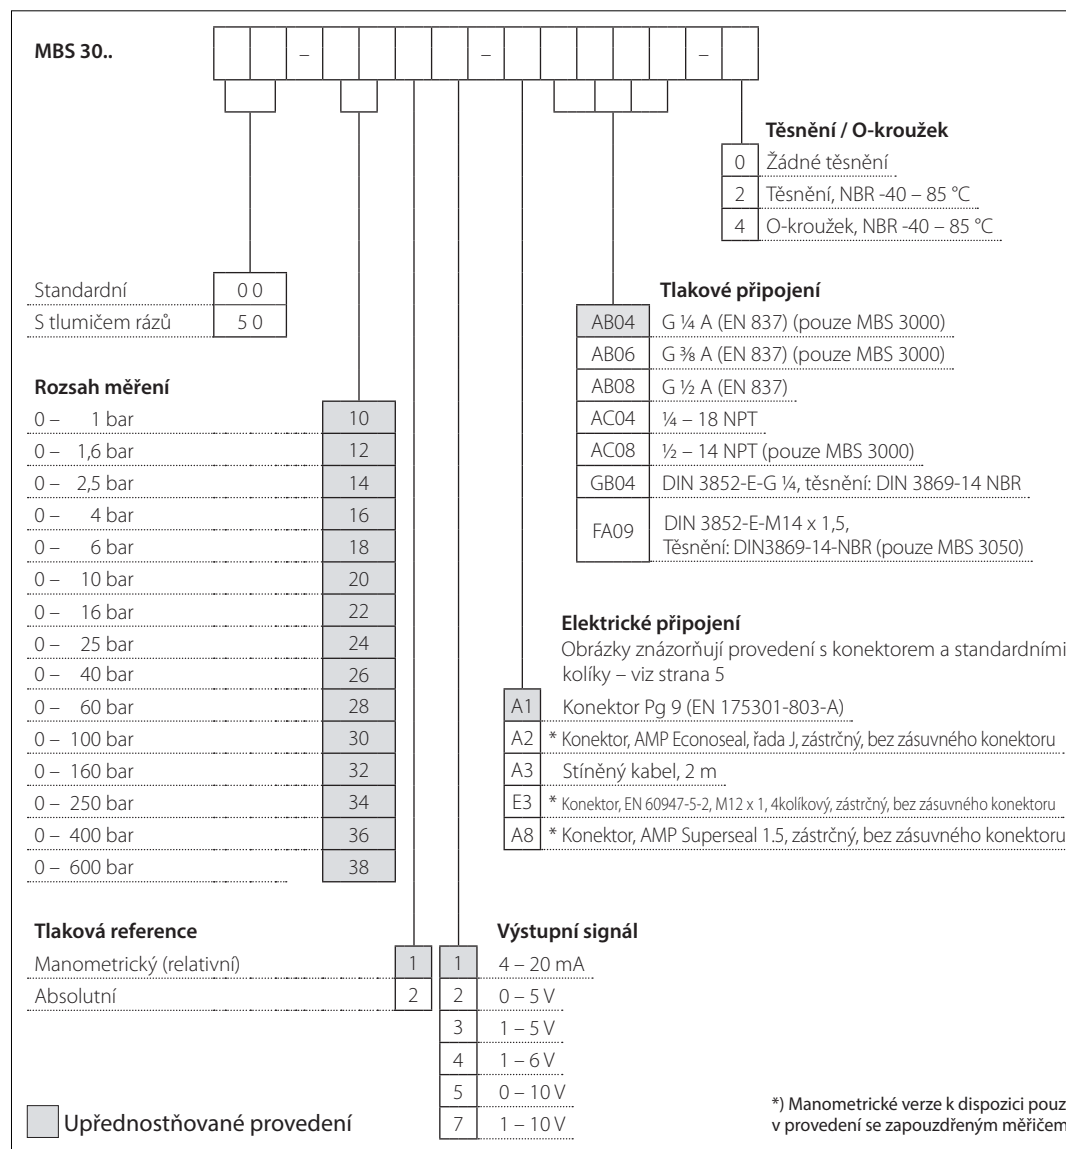 MBS 30.. – – –
Těsnění / O-kroužek
0 Žádné těsnění
2 Těsnění, NBR -40 – 85 °C
4 O-kroužek, NBR -40 – 85 °C
Standardní 0 0
S tlumičem rázů 5 0
Tlakové připojení
AB04 G ¼ A (EN 837) (pouze MBS 3000)
AB06 G ⅜ A (EN 837) (pouze MBS 3000)
AB08 G ½ A (EN 837)
AC04 ¼ – 18 NPT
AC08 ½ – 14 NPT (pouze MBS 3000)
GB04 DIN 3852-E-G ¼, těsnění: DIN 3869-14 NBR
FA09 DIN 3852-E-M14 x 1,5,
Těsnění: DIN3869-14-NBR (pouze MBS 3050)
Rozsah měření
0 – 1 bar 10
0 – 1,6 bar 12
0 – 2,5 bar 14
0 – 4 bar 16
0 – 6 bar 18
0 – 10 bar 20
0 – 16 bar 22
0 – 25 bar 24
0 – 40 bar 26
0 – 60 bar 28
0 – 100 bar 30
0 – 160 bar 32
0 – 250 bar 34
0 – 400 bar 36
0 – 600 bar 38
Elektrické připojení
Obrázky znázorňují provedení s konektorem a standardními
kolíky – viz strana 5
A1 Konektor Pg 9 (EN 175301-803-A)
A2 * Konektor, AMP Econoseal, řada J, zástrčný, bez zásuvného konektoru
A3 Stíněný kabel, 2 m
E3 * Konektor, EN 60947-5-2, M12 x 1, 4kolíkový, zástrčný, bez zásuvného konektoru
A8 * Konektor, AMP Superseal 1.5, zástrčný, bez zásuvného konektoru
Tlaková reference
Manometrický (relativní) 1
Absolutní 2
Výstupní signál
1 4 – 20 mA
2 0 – 5 V
3 1 – 5 V
4 1 – 6 V
5 0 – 10 V
7 1 – 10 V
Upřednostňované provedení
*) Manometrické verze k dispozici pouz
v provedení se zapouzdřeným měřičem